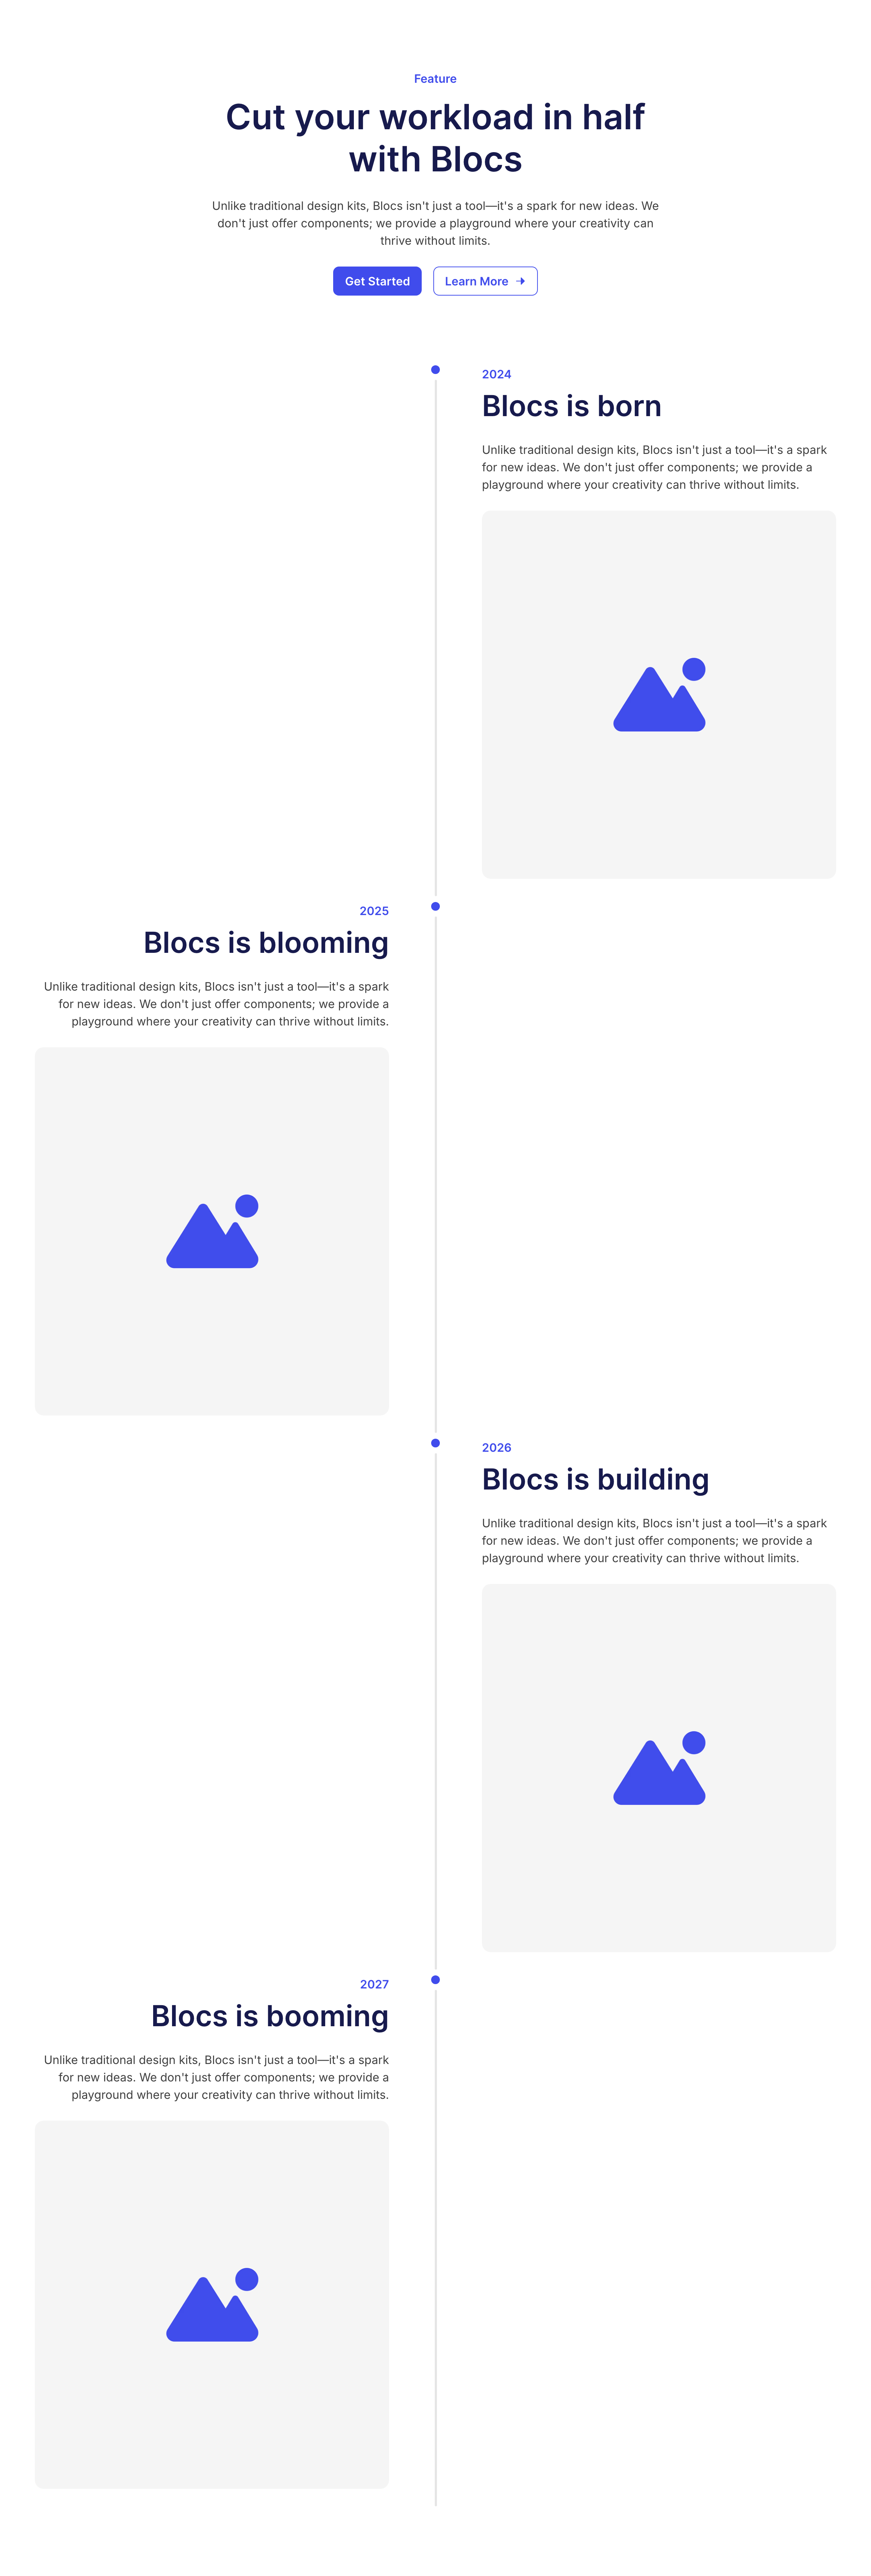 Feature
Cut your workload in half
with Blocs
Unlike traditional design kits, Blocs isn't just a tool—it's a spark for new ideas. We
don't just offer components; we provide a playground where your creativity can
thrive without limits.
Get Started
Learn More
2024
Blocs is born
Unlike traditional design kits, Blocs isn't just a tool—it's a spark
for new ideas. We don't just offer components; we provide a
playground where your creativity can thrive without limits.
2025
Blocs is blooming
Unlike traditional design kits, Blocs isn't just a tool—it's a spark
for new ideas. We don't just offer components; we provide a
playground where your creativity can thrive without limits.
2026
Blocs is building
Unlike traditional design kits, Blocs isn't just a tool—it's a spark
for new ideas. We don't just offer components; we provide a
playground where your creativity can thrive without limits.
2027
Blocs is booming
Unlike traditional design kits, Blocs isn't just a tool—it's a spark
for new ideas. We don't just offer components; we provide a
playground where your creativity can thrive without limits.